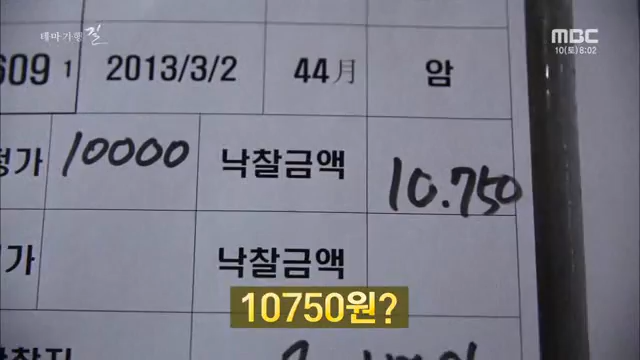 테마기행 길
MBC
10(토)8:02
609 1 2013/3/2 44月 암
정가 10000 낙찰금액 10.750
가 낙찰금액
10750원?